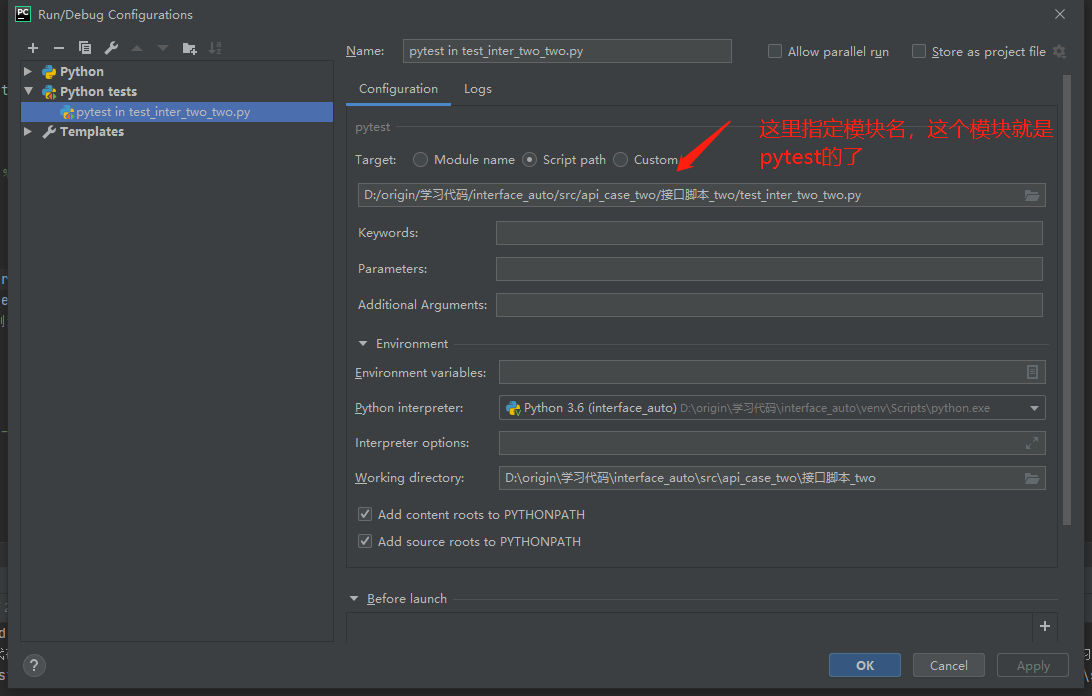 PC Run/Debug Configurations
Name: pytest in test_inter_two_two.py
Allow parallel run
Store as project file
Python
Python tests
pytest in test_inter_two_two.py
Templates
Configuration Logs
pytest
这里指定模块名，这个模块就是
pytest的了
Target: Module name Script path Custom
D:/origin/学习代码/interface_auto/src/api_case_two/接口脚本_two/test_inter_two_two.py
Keywords:
Parameters:
Additional Arguments:
Environment
Environment variables:
Python interpreter: Python 3.6 (interface_auto) D:\origin\学习代码\interface_auto\venv\Scripts\python.exe
Interpreter options:
Working directory: D:\origin\学习代码\interface_auto\src\api_case_two\接口脚本_two
Add content roots to PYTHONPATH
Add source roots to PYTHONPATH
Before launch
OK Cancel Apply